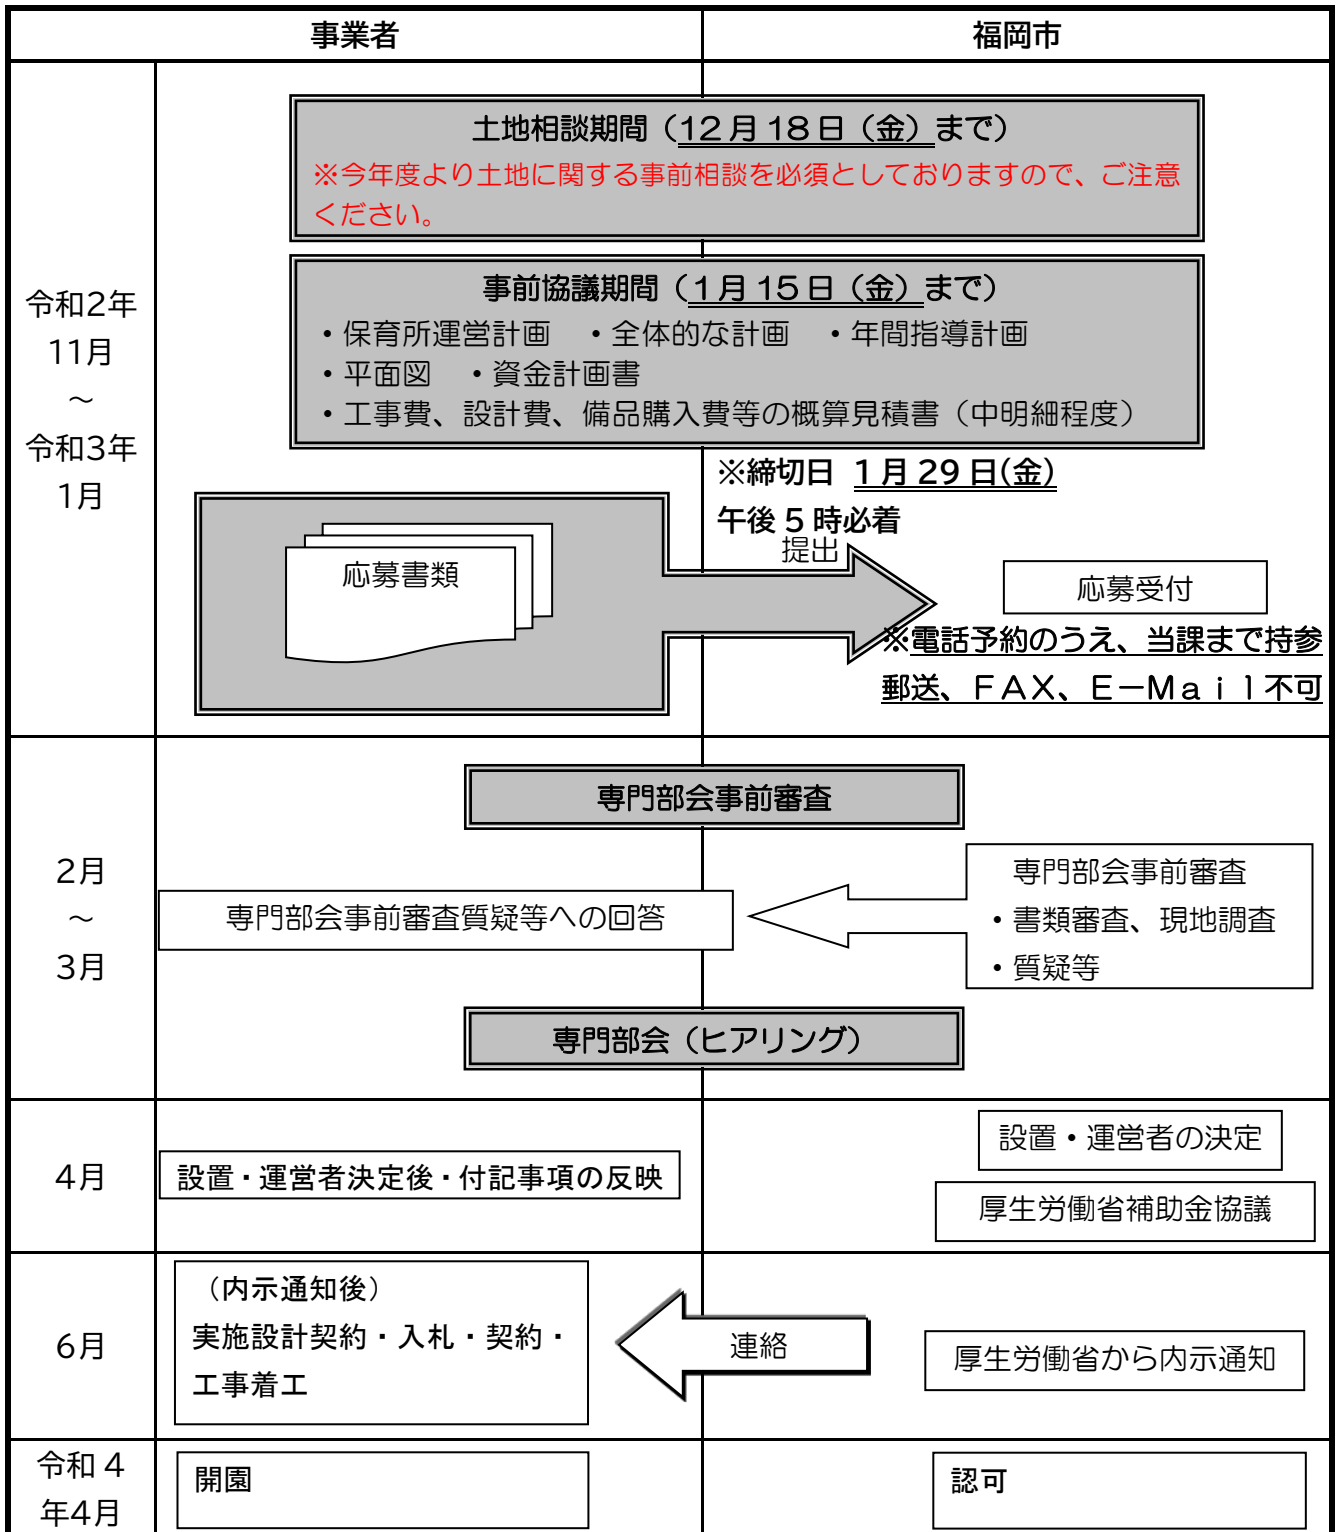 事業者
福岡市
令和2年
11月
～
令和3年
1月
土地相談期間（12月18日（金）まで）
※今年度より土地に関する事前相談を必須としておりますので、ご注意
ください。
事前協議期間（1月15日（金）まで）
・保育所運営計画　・全体的な計画　・年間指導計画
・平面図　・資金計画書
・工事費、設計費、備品購入費等の概算見積書（中明細程度）
※締切日 1月29日(金)
午後5時必着
提出
応募書類
応募受付
※電話予約のうえ、当課まで持参
郵送、ＦＡＸ、Ｅ－Ｍａｉｌ不可
2月
～
3月
専門部会事前審査
専門部会事前審査
・書類審査、現地調査
・質疑等
専門部会事前審査質疑等への回答
専門部会（ヒアリング）
4月
設置・運営者の決定
設置・運営者決定後・付記事項の反映
厚生労働省補助金協議
6月
（内示通知後）
実施設計契約・入札・契約・
工事着工
連絡
厚生労働省から内示通知
令和4
年4月
開園
認可